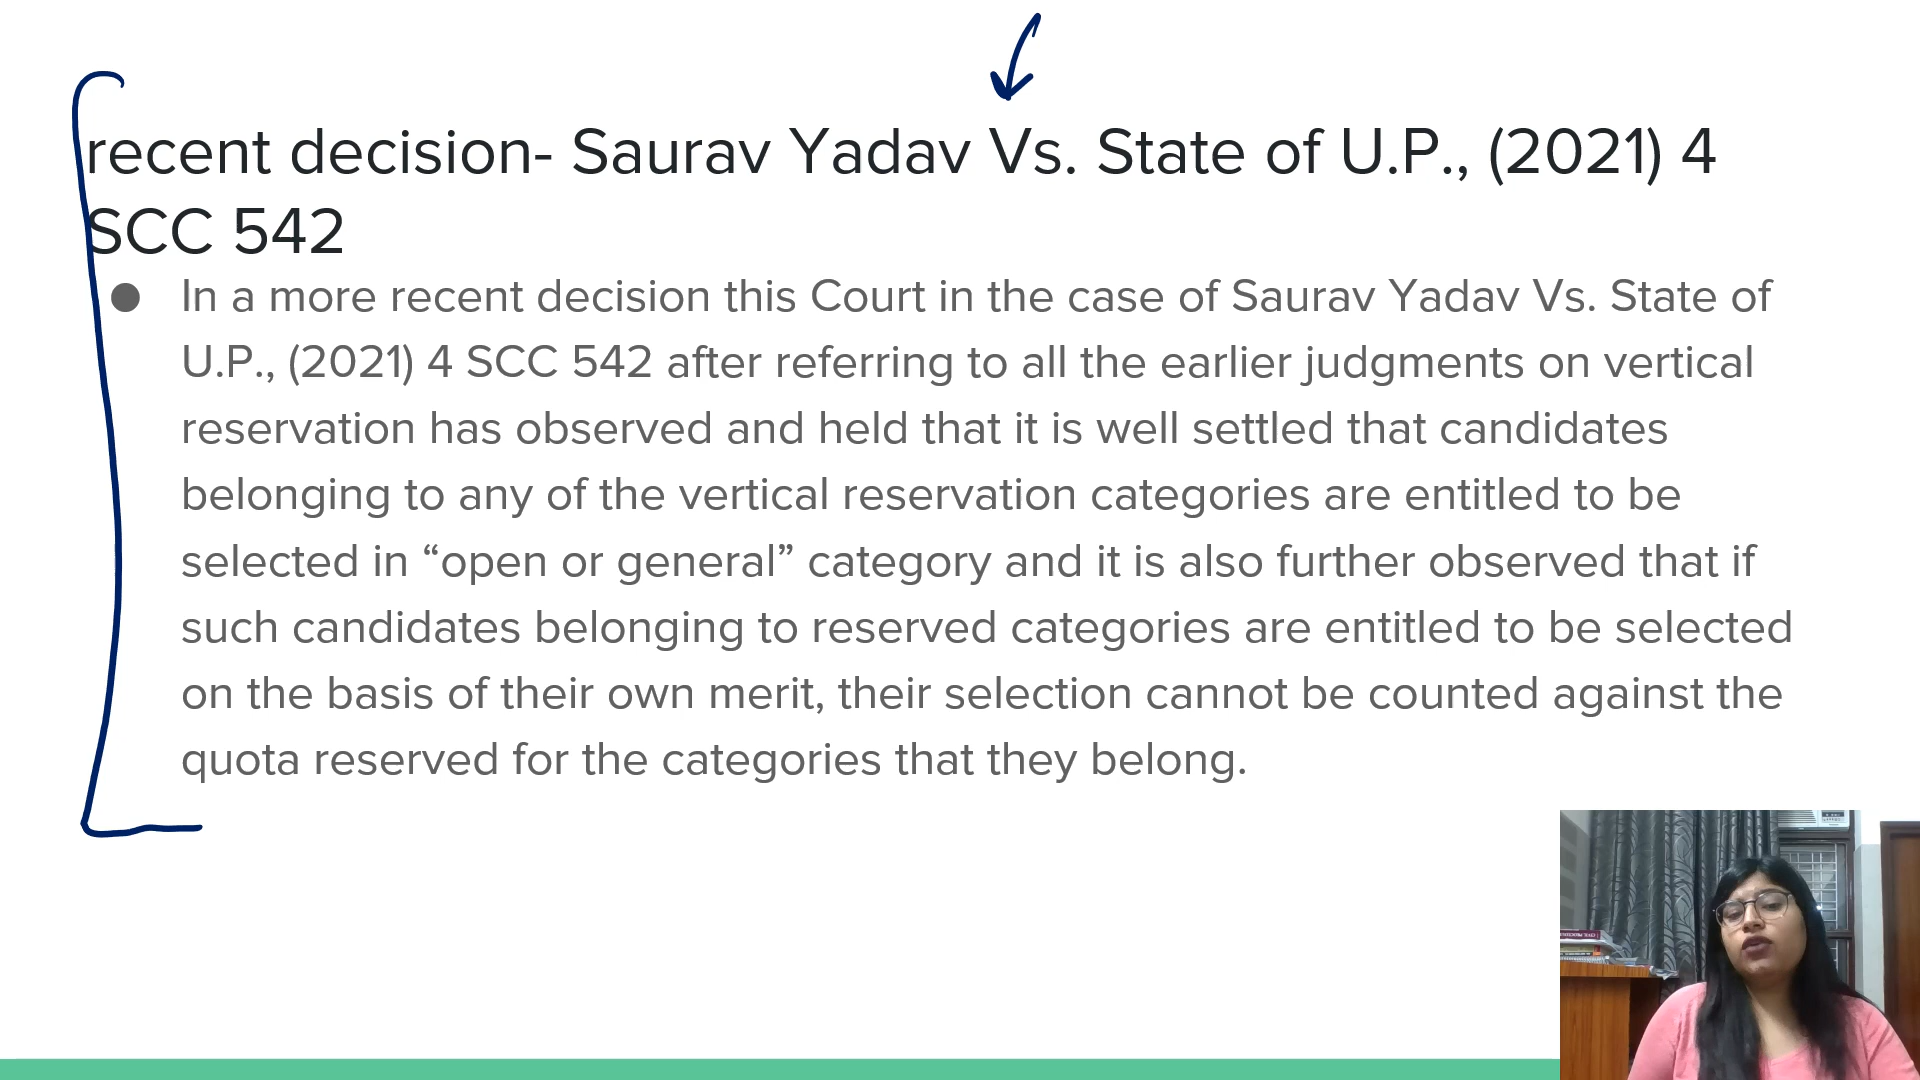 recent decision- Saurav Yadav Vs. State of U.P., (2021) 4
SCC 542
● In a more recent decision this Court in the case of Saurav Yadav Vs. State of
U.P., (2021) 4 SCC 542 after referring to all the earlier judgments on vertical
reservation has observed and held that it is well settled that candidates
belonging to any of the vertical reservation categories are entitled to be
selected in “open or general” category and it is also further observed that if
such candidates belonging to reserved categories are entitled to be selected
on the basis of their own merit, their selection cannot be counted against the
quota reserved for the categories that they belong.